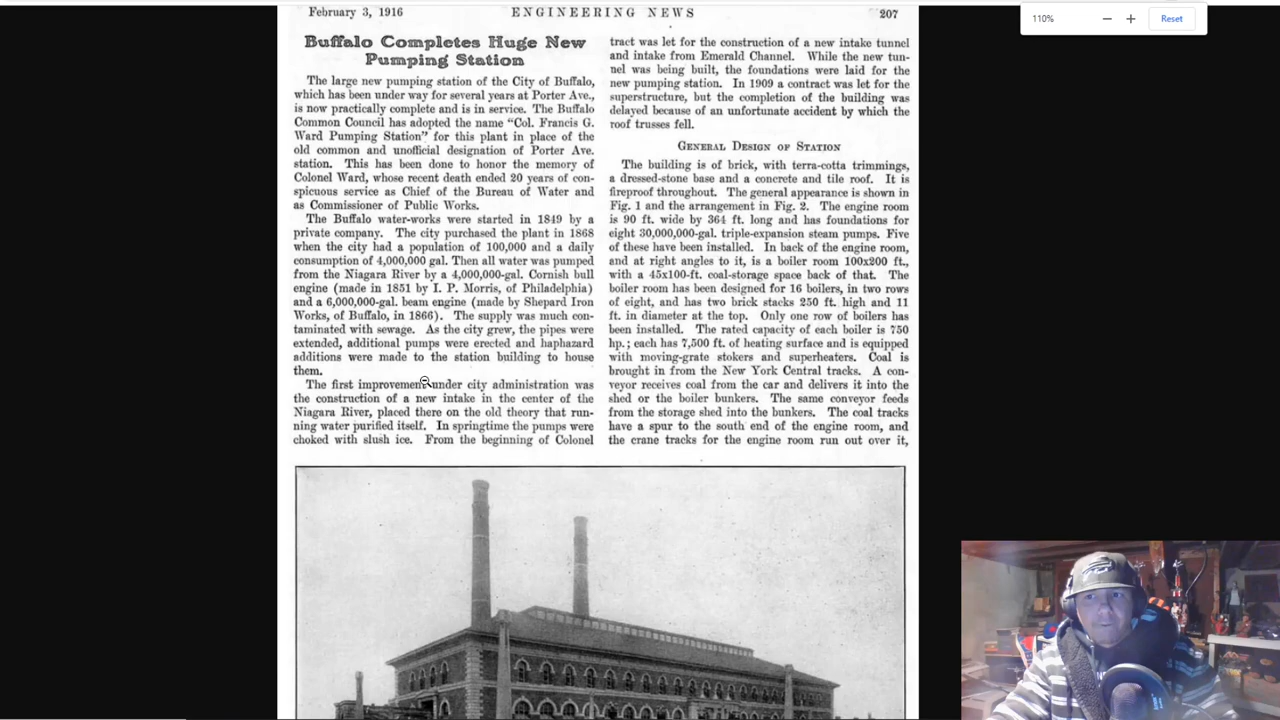 February 3, 1916
ENGINEERING NEWS
207
110%
Reset
Buffalo Completes Huge New
Pumping Station
The large new pumping station of the City of Buffalo,
which has been under way for several years at Porter Ave.,
is now practically complete and is in service. The Buffalo
Common Council has adopted the name "Col. Francis G.
Ward Pumping Station" for this plant in place of the
old common and unofficial designation of Porter Ave.
station. This has been done to honor the memory of
Colonel Ward, whose recent death ended 20 years of con-
spicuous service as Chief of the Bureau of Water and
as Commissioner of Public Works.
The Buffalo water-works were started in 1849 by a
private company. The city purchased the plant in 1868
when the city had a population of 100,000 and a daily
consumption of 4,000,000 gal. Then all water was pumped
from the Niagara River by a 4,000,000-gal. Cornish bull
engine (made in 1851 by I. P. Morris, of Philadelphia)
and a 6,000,000-gal. beam engine (made by Shepard Iron
Works, of Buffalo, in 1866). The supply was much con-
taminated with sewage. As the city grew, the pipes were
extended, additional pumps were erected and haphazard
additions were made to the station building to house
them.
The first improvement under city administration was
the construction of a new intake in the center of the
Niagara River, placed there on the old theory that run-
ning water purified itself. In springtime the pumps were
choked with slush ice. From the beginning of Colonel
tract was let for the construction of a new intake tunnel
and intake from Emerald Channel. While the new tun-
nel was being built, the foundations were laid for the
new pumping station. In 1909 a contract was let for the
superstructure, but the completion of the building was
delayed because of an unfortunate accident by which the
roof trusses fell.
General Design of Station
The building is of brick, with terra-cotta trimmings,
a dressed-stone base and a concrete and tile roof. It is
fireproof throughout. The general appearance is shown in
Fig. 1 and the arrangement in Fig. 2. The engine room
is 90 ft. wide by 364 ft. long and has foundations for
eight 30,000,000-gal. triple-expansion steam pumps. Five
of these have been installed. In back of the engine room,
and at right angles to it, is a boiler room 100x200 ft.,
with a 45x100-ft. coal-storage space back of that. The
boiler room has been designed for 16 boilers, in two rows
of eight, and has two brick stacks 250 ft. high and 11
ft. in diameter at the top. Only one row of boilers has
been installed. The rated capacity of each boiler is 750
hp.; each has 7,500 ft. of heating surface and is equipped
with moving-grate stokers and superheaters. Coal is
brought in from the New York Central tracks. A con-
veyor receives coal from the car and delivers it into the
shed or the boiler bunkers. The same conveyor feeds
from the storage shed into the bunkers. The coal tracks
have a spur to the south end of the engine room, and
the crane tracks for the engine room run out over it,